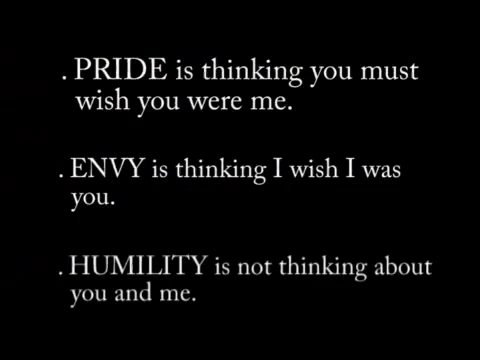 . PRIDE is thinking you must
wish you were me.
. ENVY is thinking I wish I was
you.
. HUMILITY is not thinking about
you and me.